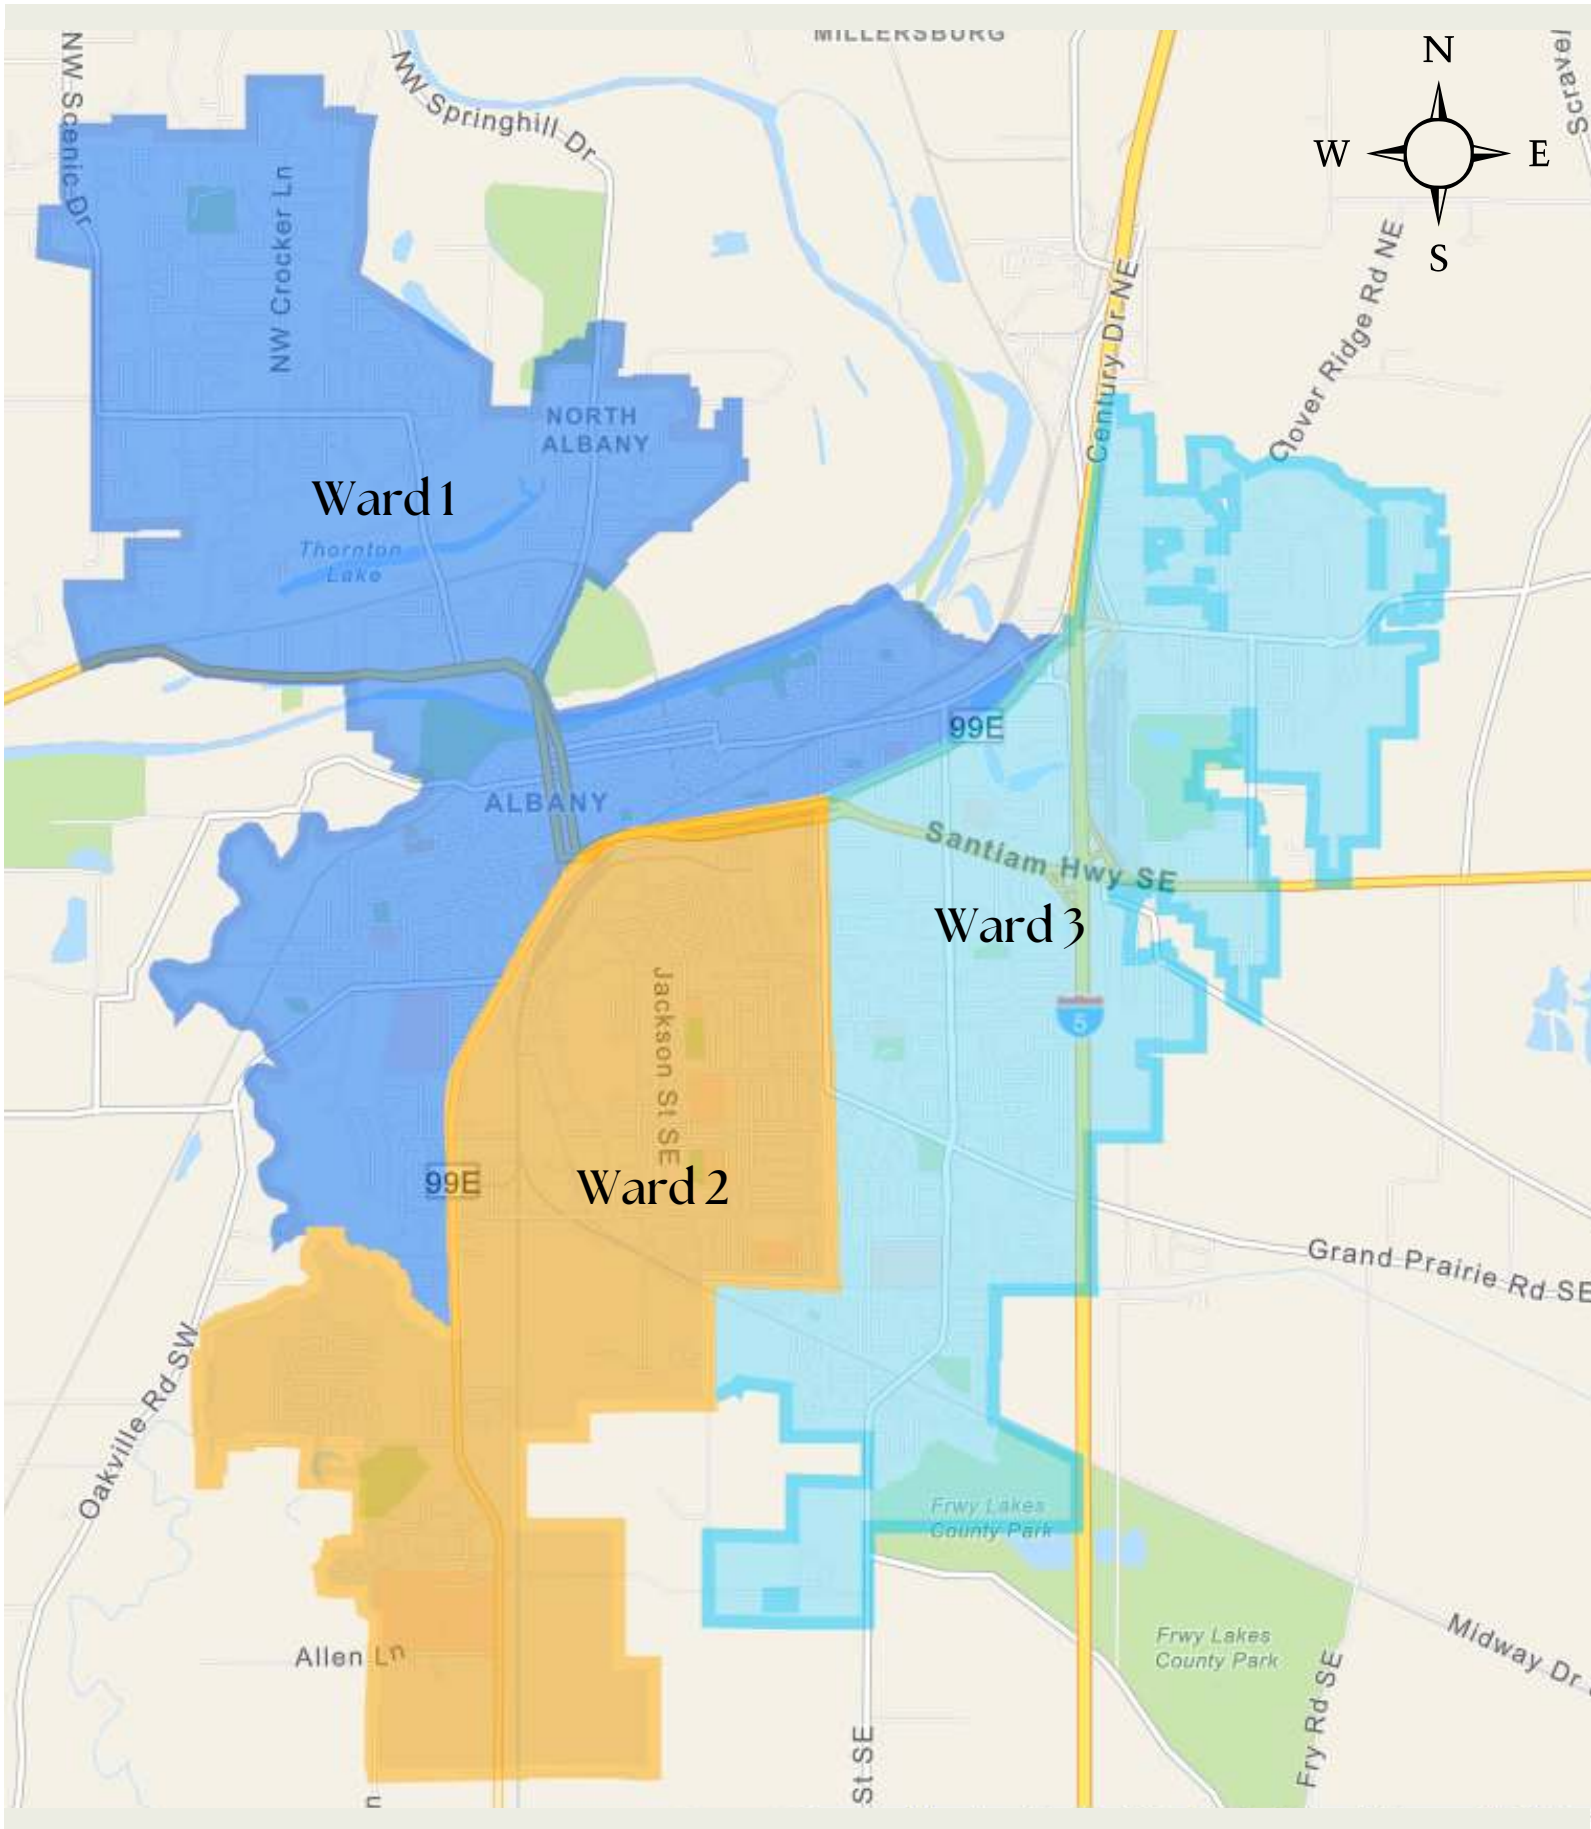 MILLERSBURG
N
W
E
S
NW Scenic Dr
NW Springhill Dr
NW Crocker Ln
Scravel
Century Dr NE
Clover Ridge Rd NE
NORTH
ALBANY
Ward 1
Thornton
Lake
99E
ALBANY
Santiam Hwy SE
Ward 3
Jackson St SE
5
99E
Ward 2
Grand Prairie Rd SE
Oakville Rd SW
Frwy Lakes
County Park
Allen Ln
Frwy Lakes
County Park
Midway Dr
Fry Rd SE
St SE
n